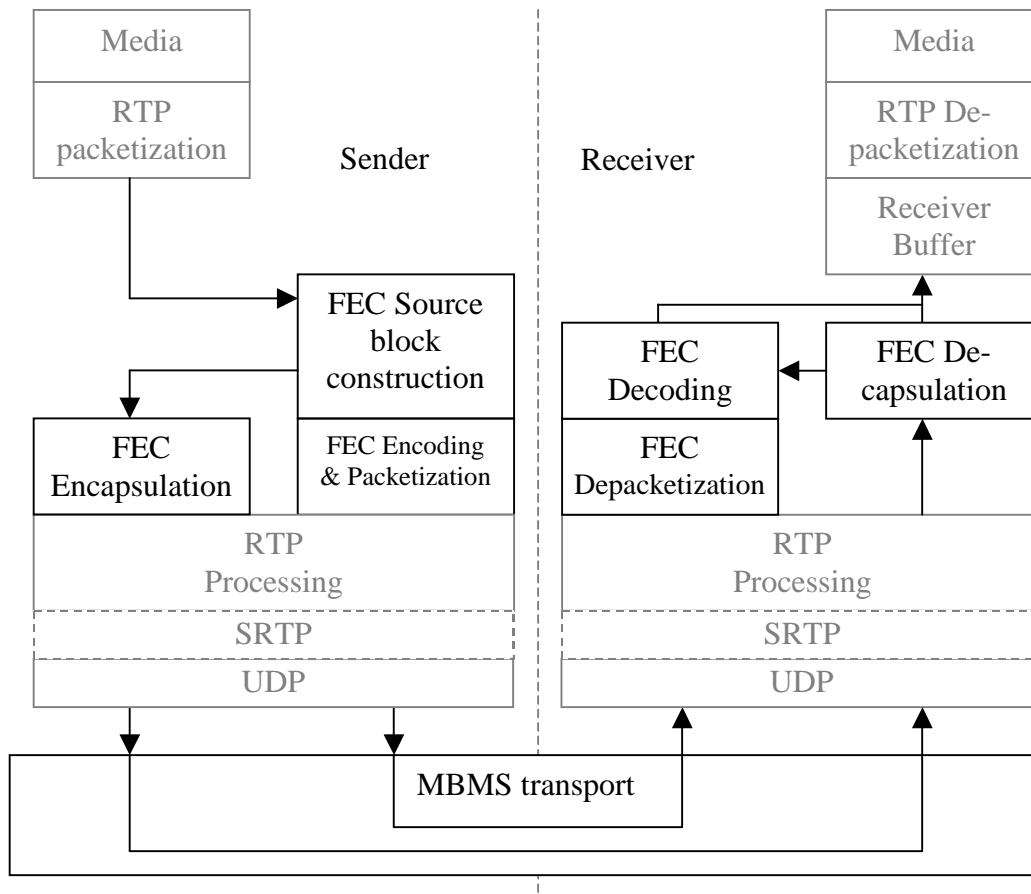 Media
RTP
packetization
Sender
FEC Source
block
construction
FEC
Encapsulation
FEC Encoding
& Packetization
RTP
Processing
SRTP
UDP
Receiver
Media
RTP De-
packetization
Receiver
Buffer
FEC
Decoding
FEC De-
capsulation
FEC
Depacketization
RTP
Processing
SRTP
UDP
MBMS transport